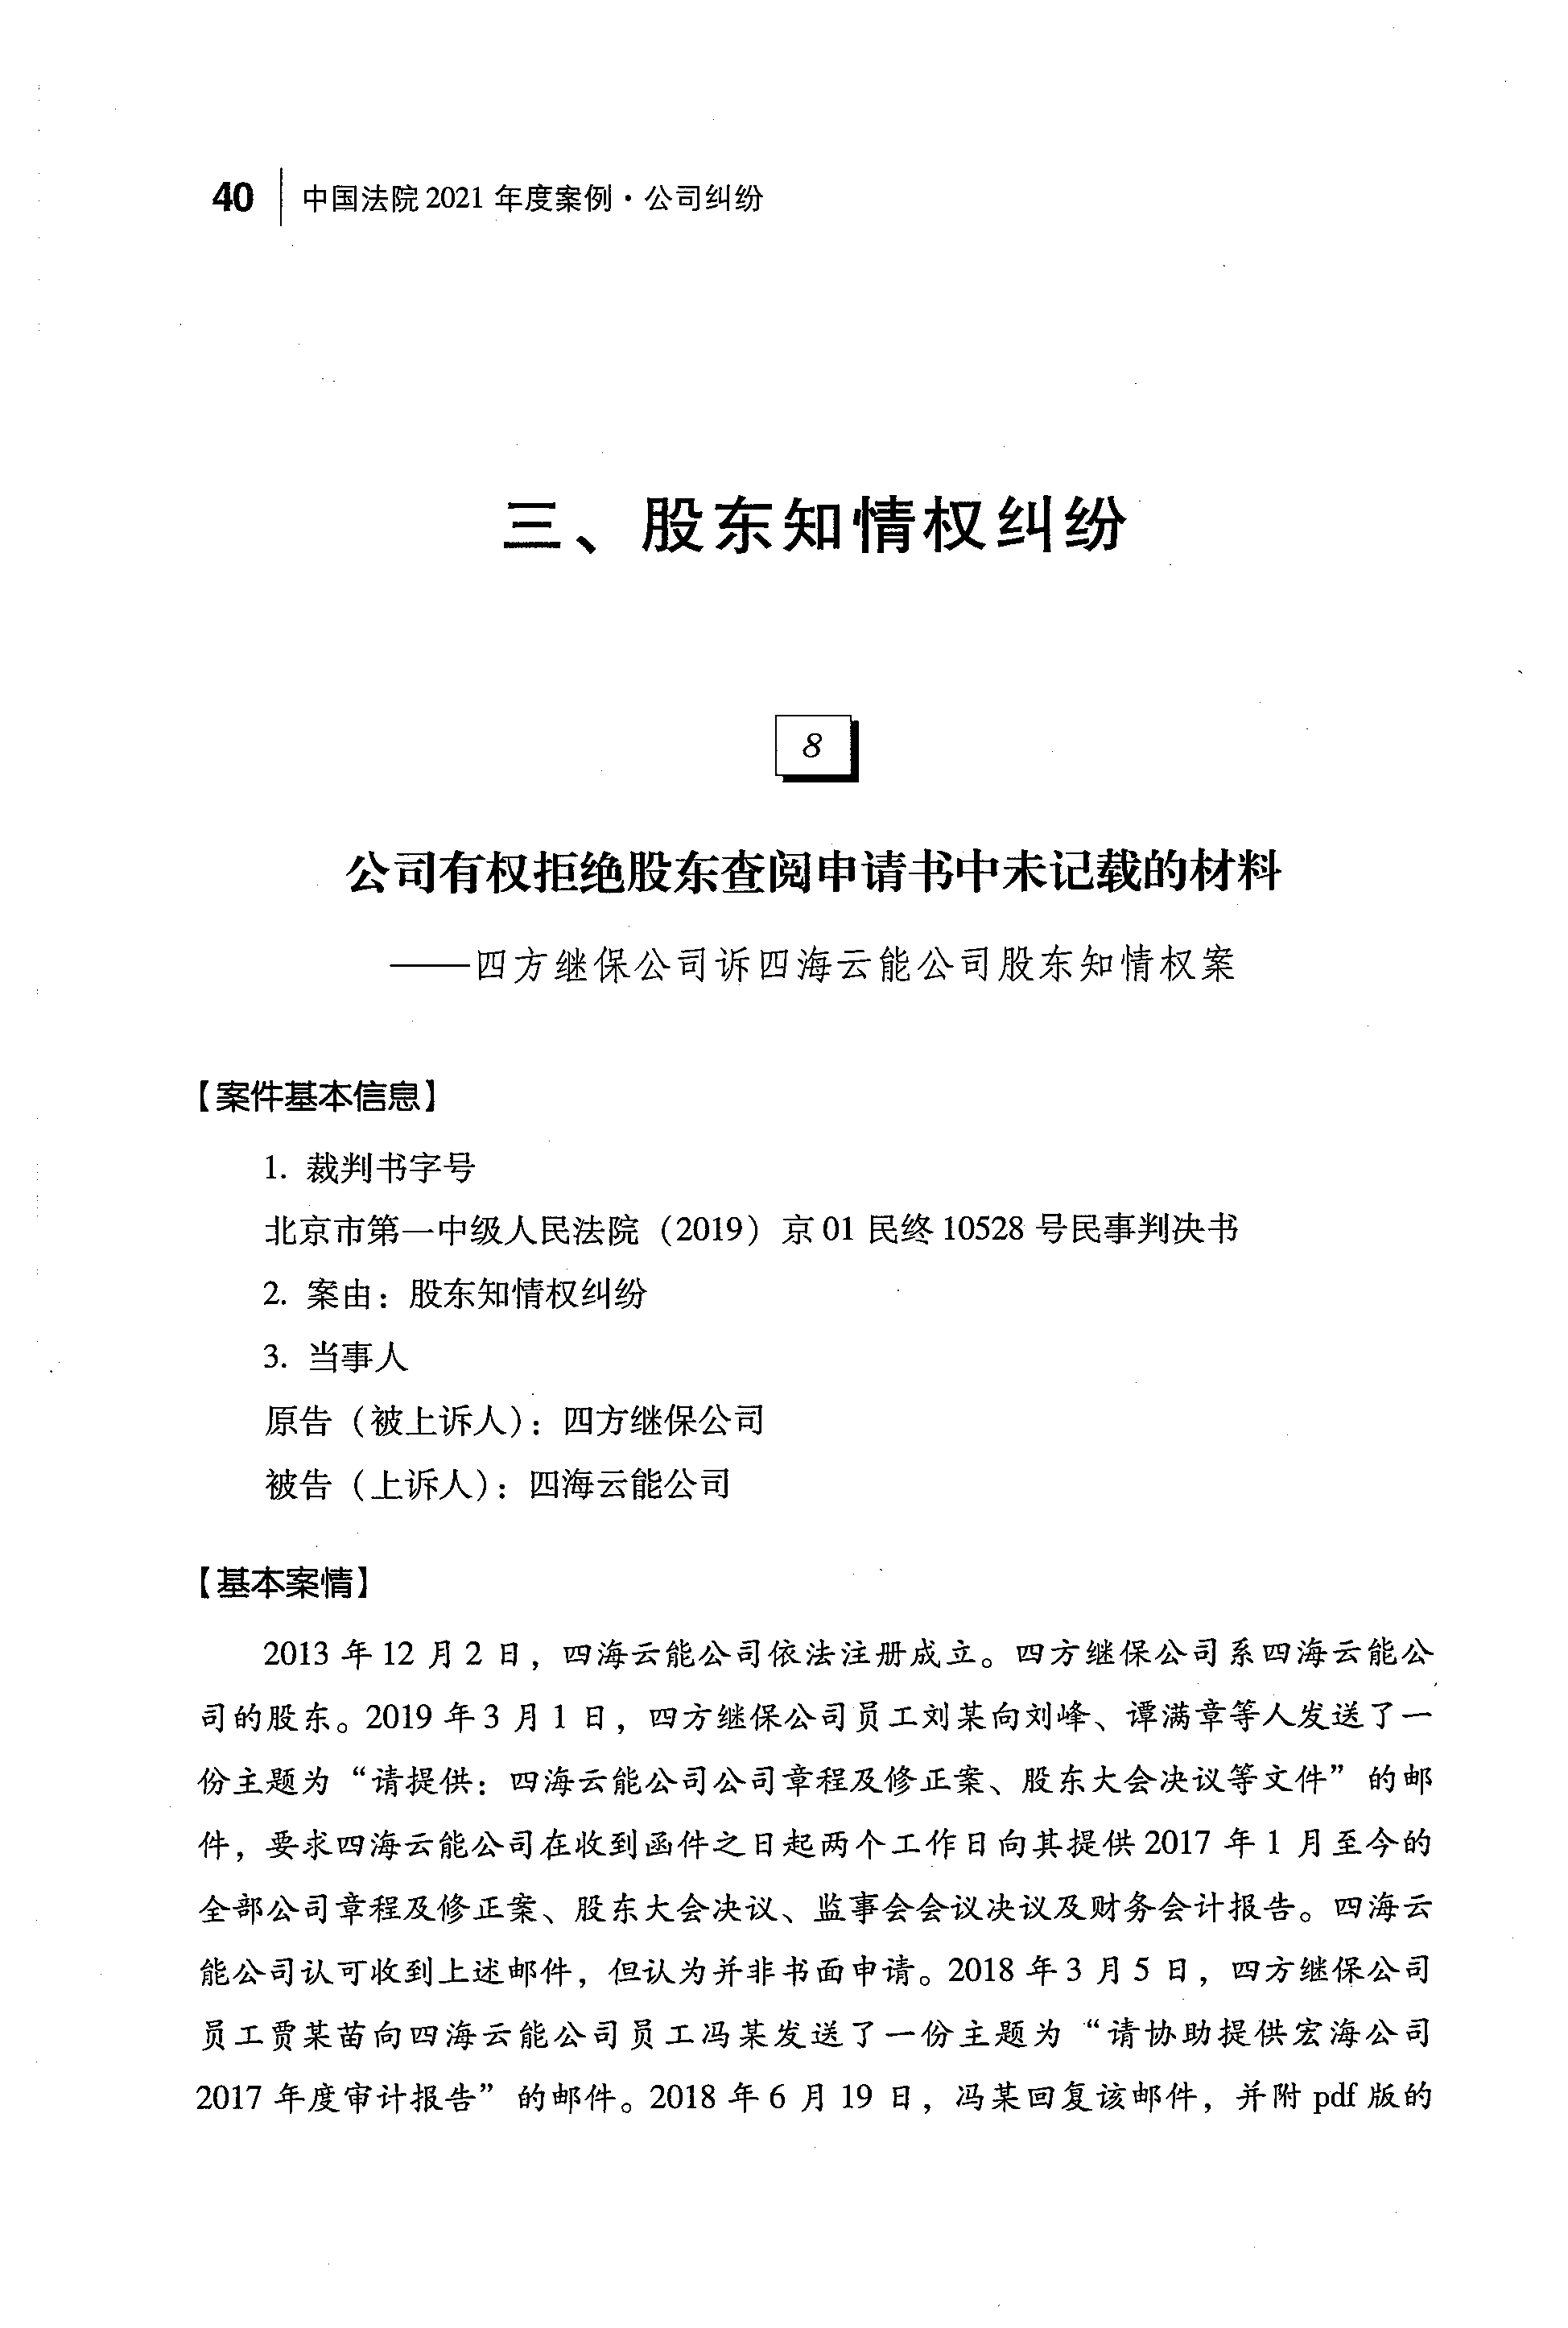 40 中国法院2021年度案例·公司纠纷
三、股东知情权纠纷
8
公司有权拒绝股东查阅申请书中未记载的材料
——四方继保公司诉四海云能公司股东知情权案
【案件基本信息】
1. 裁判书字号
北京市第一中级人民法院（2019）京01民终10528号民事判决书
2. 案由：股东知情权纠纷
3. 当事人
原告（被上诉人）：四方继保公司
被告（上诉人）：四海云能公司
【基本案情】
2013年12月2日，四海云能公司依法注册成立。四方继保公司系四海云能公
司的股东。2019年3月1日，四方继保公司员工刘某向刘峰、谭满章等人发送了一
份主题为“请提供：四海云能公司公司章程及修正案、股东大会决议等文件”的邮
件，要求四海云能公司在收到函件之日起两个工作日向其提供2017年1月至今的
全部公司章程及修正案、股东大会决议、监事会会议决议及财务会计报告。四海云
能公司认可收到上述邮件，但认为并非书面申请。2018年3月5日，四方继保公司
员工贾某苗向四海云能公司员工冯某发送了一份主题为“请协助提供宏海公司
2017年度审计报告”的邮件。2018年6月19日，冯某回复该邮件，并附pdf版的